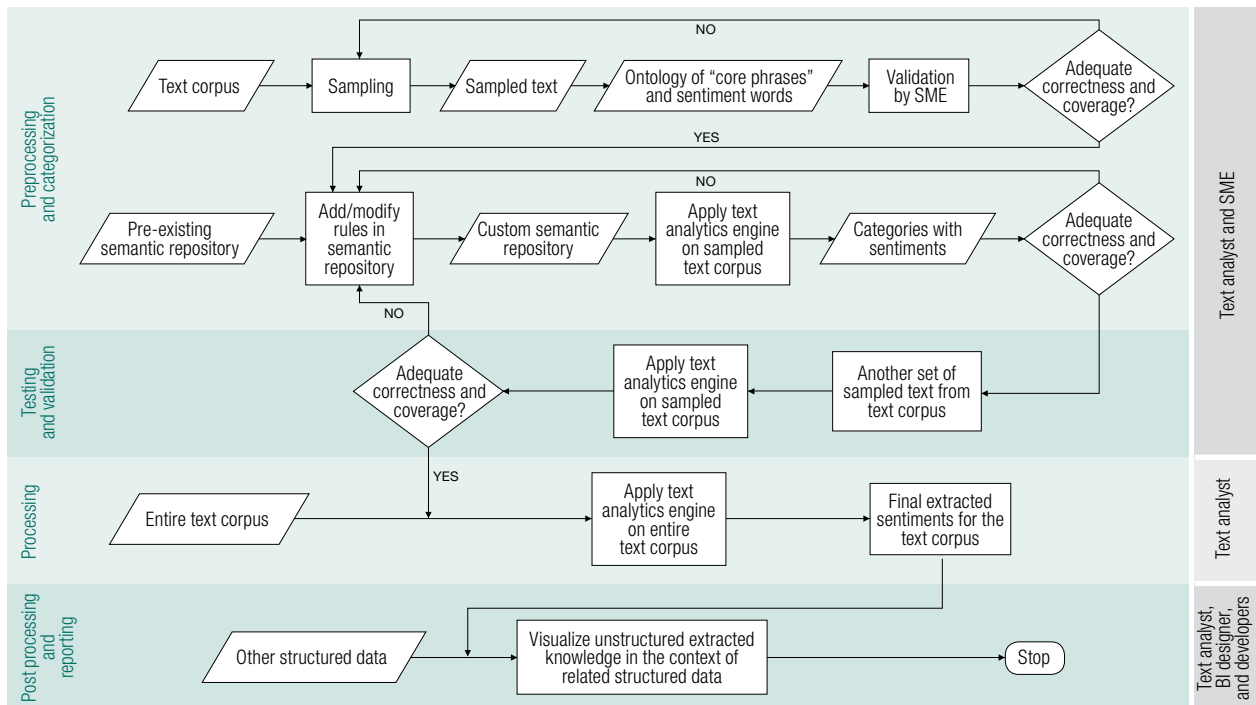 NO
Text corpus
Sampling
Sampled text
Ontology of “core phrases”
and sentiment words
Validation
by SME
Adequate
correctness and
coverage?
Preprocessing
and categorization
YES
NO
Pre-existing
semantic repository
Add/modify
rules in
semantic
repository
Custom semantic
repository
Apply text
analytics engine
on sampled
text corpus
Categories with
sentiments
Adequate
correctness and
coverage?
Text analyst and SME
NO
Testing
and validation
Adequate
correctness and
coverage?
Apply text
analytics engine
on sampled
text corpus
Another set of
sampled text from
text corpus
YES
Processing
Entire text corpus
Apply text
analytics engine
on entire
text corpus
Final extracted
sentiments for the
text corpus
Text analyst
Post processing
and
reporting
Other structured data
Visualize unstructured extracted
knowledge in the context of
related structured data
Stop
Text analyst,
BI designer,
and developers